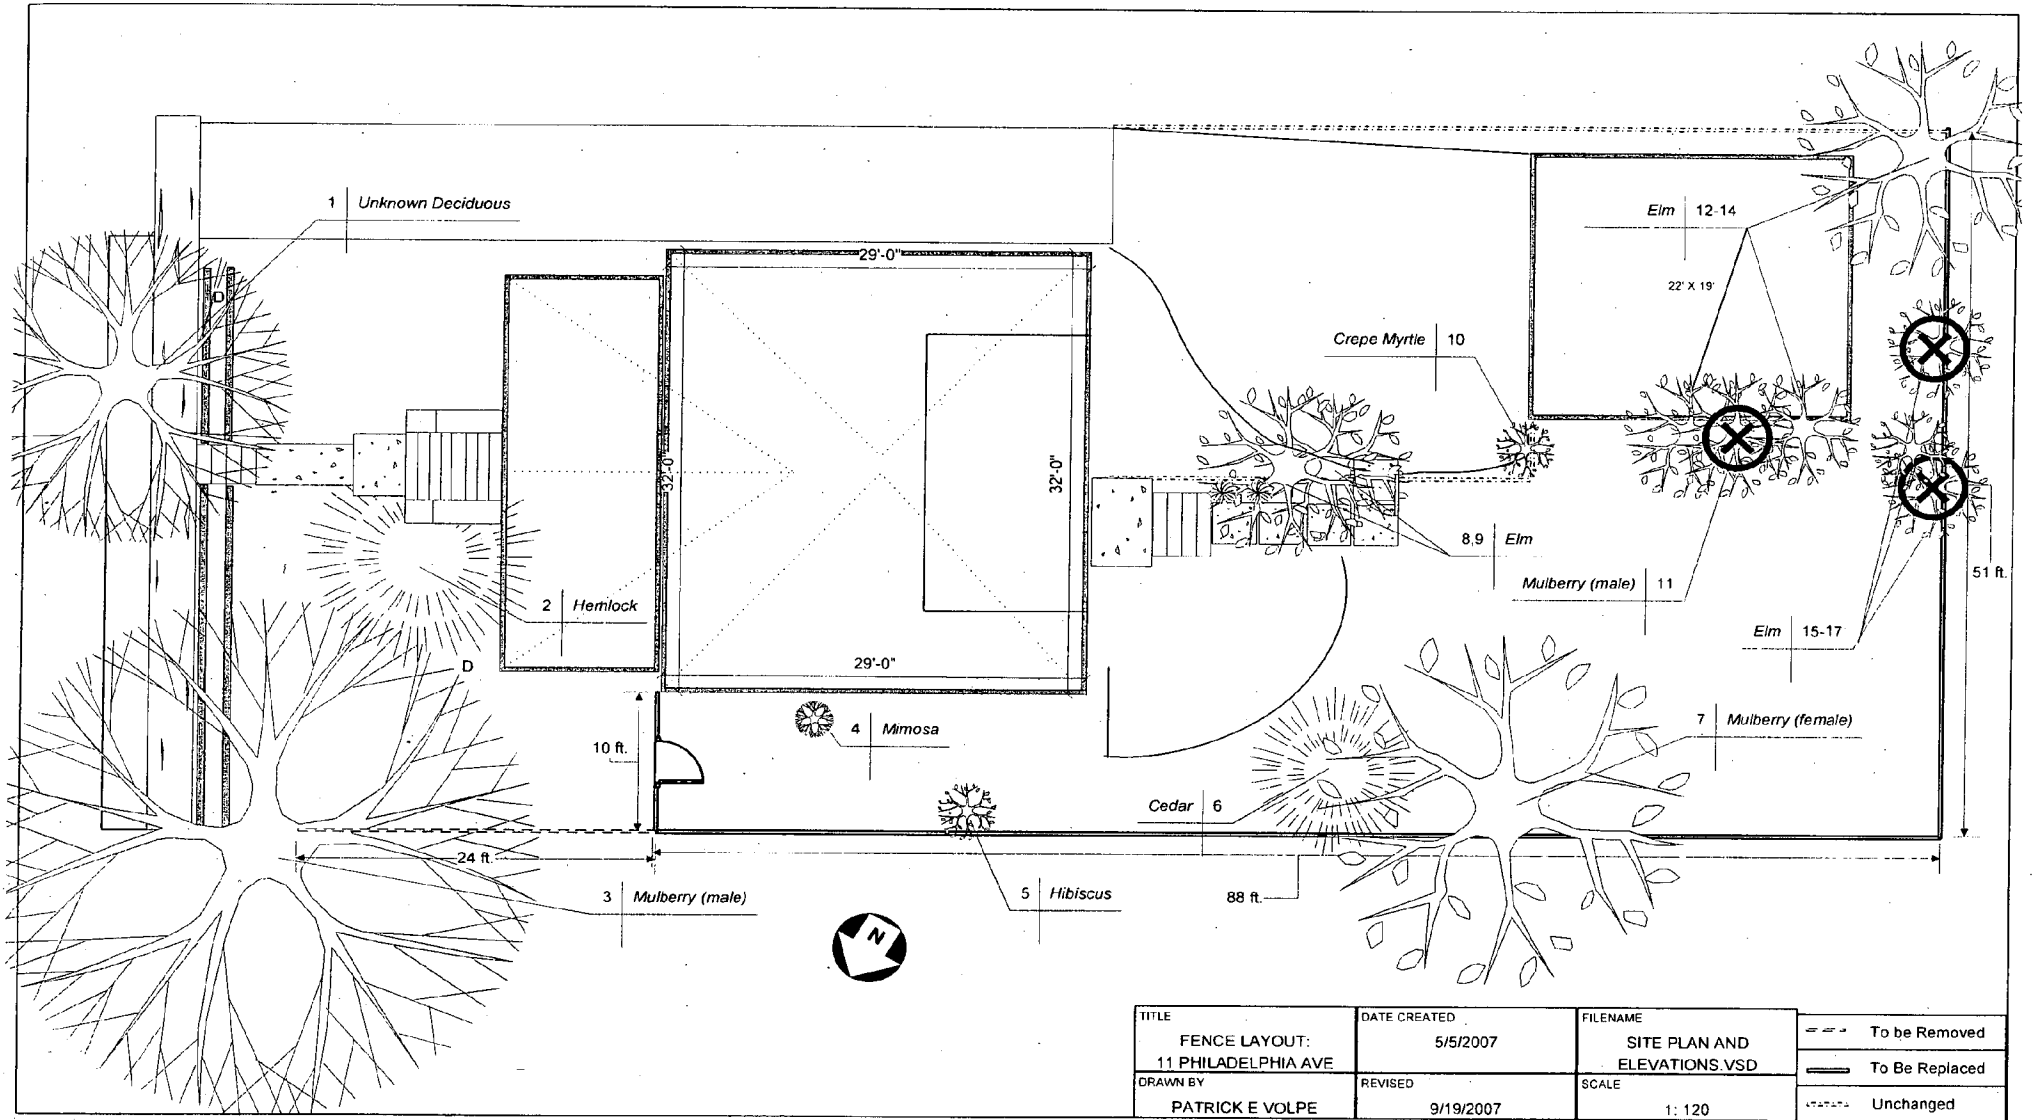 1 Unknown Deciduous
29'-0"
Elm 12-14
22' X 19'
D
Crepe Myrtle 10
32'-0"
32'-0"
8,9 Elm
Mulberry (male) 11
51 ft.
2 Hemlock
Elm 15-17
D
29'-0"
4 Mimosa
7 Mulberry (female)
10 ft.
Cedar 6
24 ft.
3 Mulberry (male)
5 Hibiscus
88 ft.
N
TITLE
FENCE LAYOUT:
11 PHILADELPHIA AVE
DATE CREATED
5/5/2007
FILENAME
SITE PLAN AND
ELEVATIONS.VSD
DRAWN BY
PATRICK E VOLPE
REVISED
9/19/2007
SCALE
1: 120
To be Removed
To Be Replaced
Unchanged